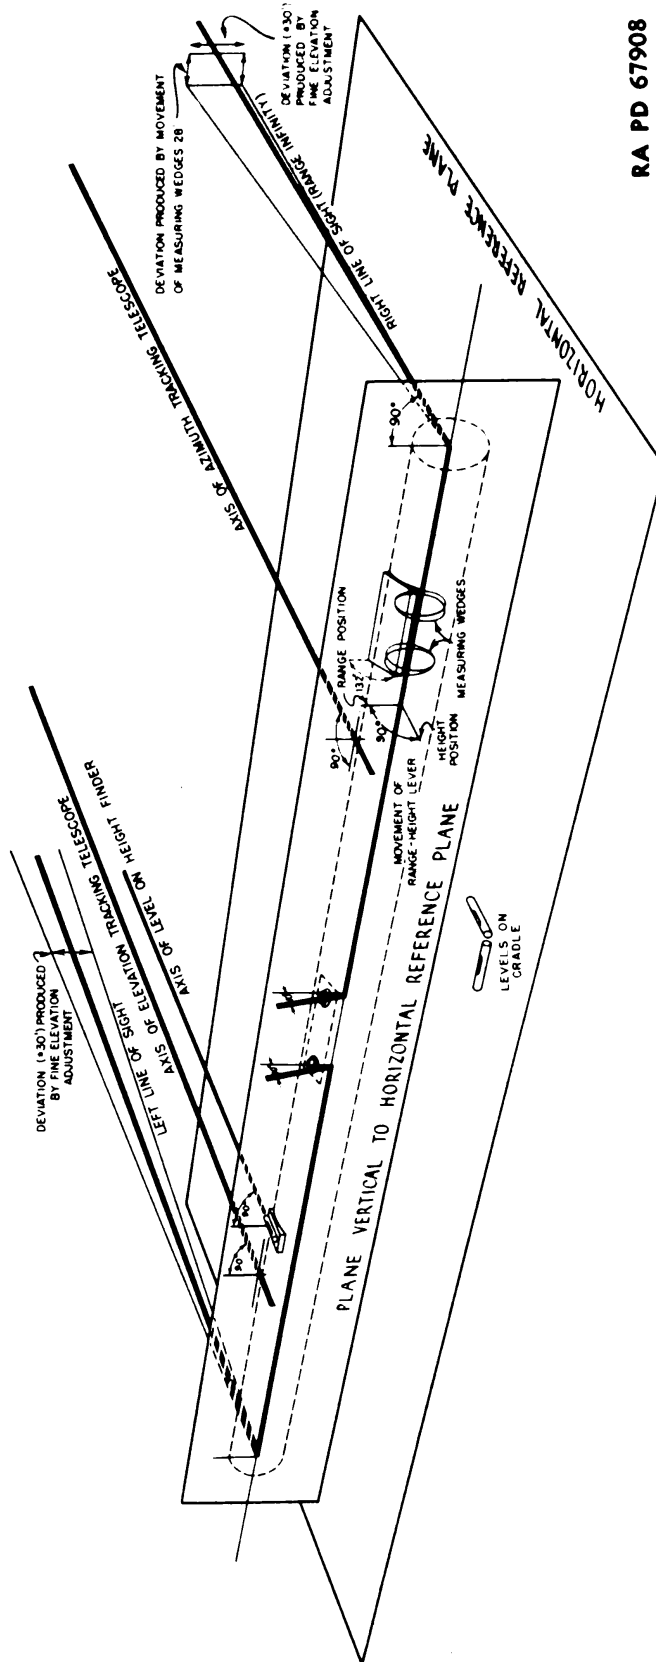 DEVIATION (±30') PRODUCED
BY FINE ELEVATION
ADJUSTMENT
LEFT LINE OF SIGHT
AXIS OF ELEVATION TRACKING TELESCOPE
AXIS OF LEVEL ON HEIGHT FINDER
AXIS OF AZIMUTH TRACKING TELESCOPE
DEVIATION PRODUCED BY MOVEMENT
OF MEASURING WEDGES 28'
DEVIATION (±30')
PRODUCED BY
FINE ELEVATION
ADJUSTMENT
RIGHT LINE OF SIGHT (RANGE INFINITY)
90°
90°
90°
RANGE POSITION
90°
90°
MEASURING WEDGES
HEIGHT
POSITION
MOVEMENT OF
RANGE-HEIGHT LEVER
PLANE VERTICAL TO HORIZONTAL REFERENCE PLANE
LEVELS ON
CRADLE
HORIZONTAL REFERENCE PLANE
RA PD 67908